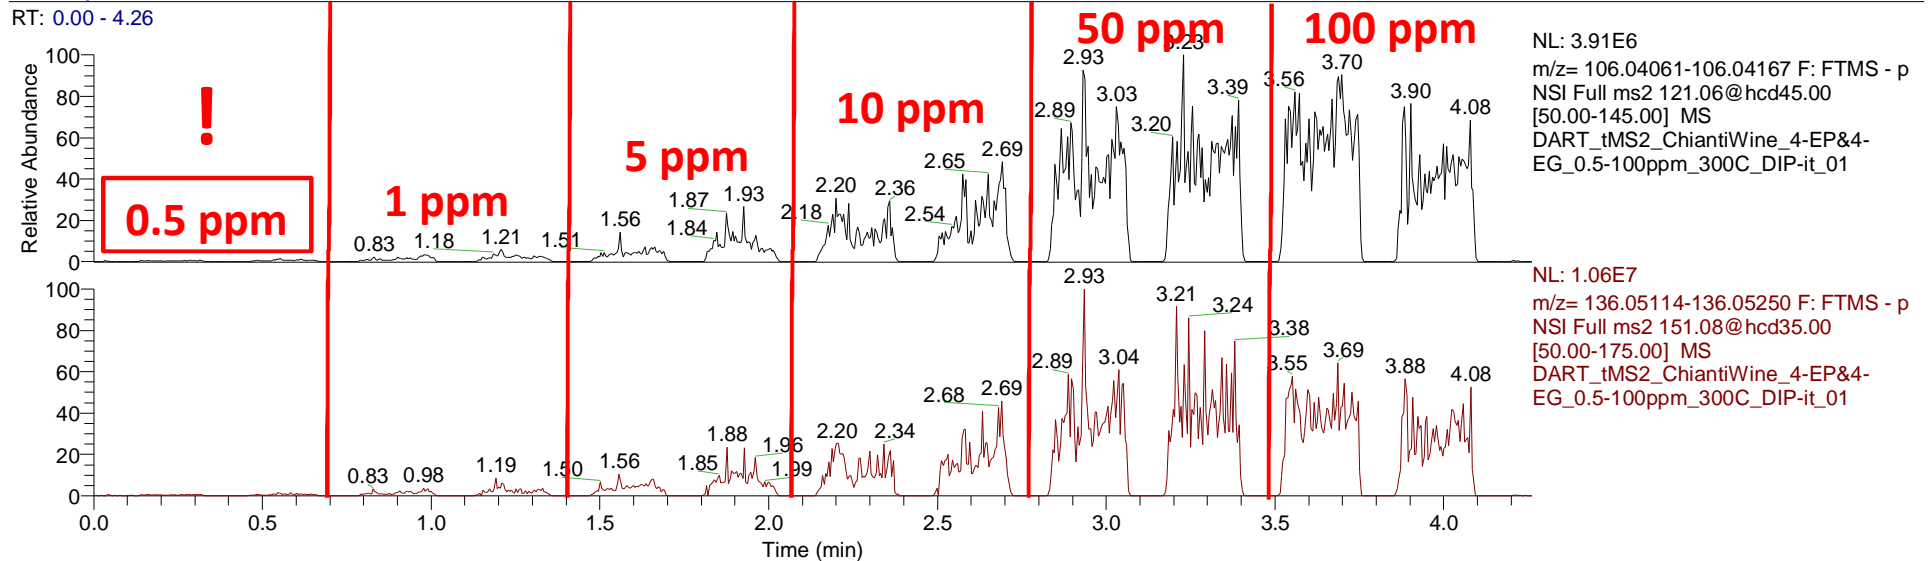 RT: 0.00 - 4.26
0.5 ppm
!
1 ppm
5 ppm
10 ppm
50 ppm
100 ppm
Relative Abundance
100
80
60
40
20
0
0.83
1.18
1.21
1.51
1.56
1.84
1.87
1.93
2.18
2.20
2.36
2.54
2.65
2.69
2.89
2.93
3.03
3.20
3.23
3.39
3.56
3.70
3.90
4.08
NL: 3.91E6
m/z= 106.04061-106.04167 F: FTMS - p
NSI Full ms2 121.06@hcd45.00
[50.00-145.00] MS
DART_tMS2_ChiantiWine_4-EP&4-
EG_0.5-100ppm_300C_DIP-it_01
100
80
60
40
20
0
0.83
0.98
1.19
1.50
1.56
1.85
1.88
1.96
1.99
2.20
2.34
2.68
2.69
2.89
2.93
3.04
3.21
3.24
3.38
3.55
3.69
3.88
4.08
NL: 1.06E7
m/z= 136.05114-136.05250 F: FTMS - p
NSI Full ms2 151.08@hcd35.00
[50.00-175.00] MS
DART_tMS2_ChiantiWine_4-EP&4-
EG_0.5-100ppm_300C_DIP-it_01
0.0 0.5 1.0 1.5 2.0 2.5 3.0 3.5 4.0
Time (min)